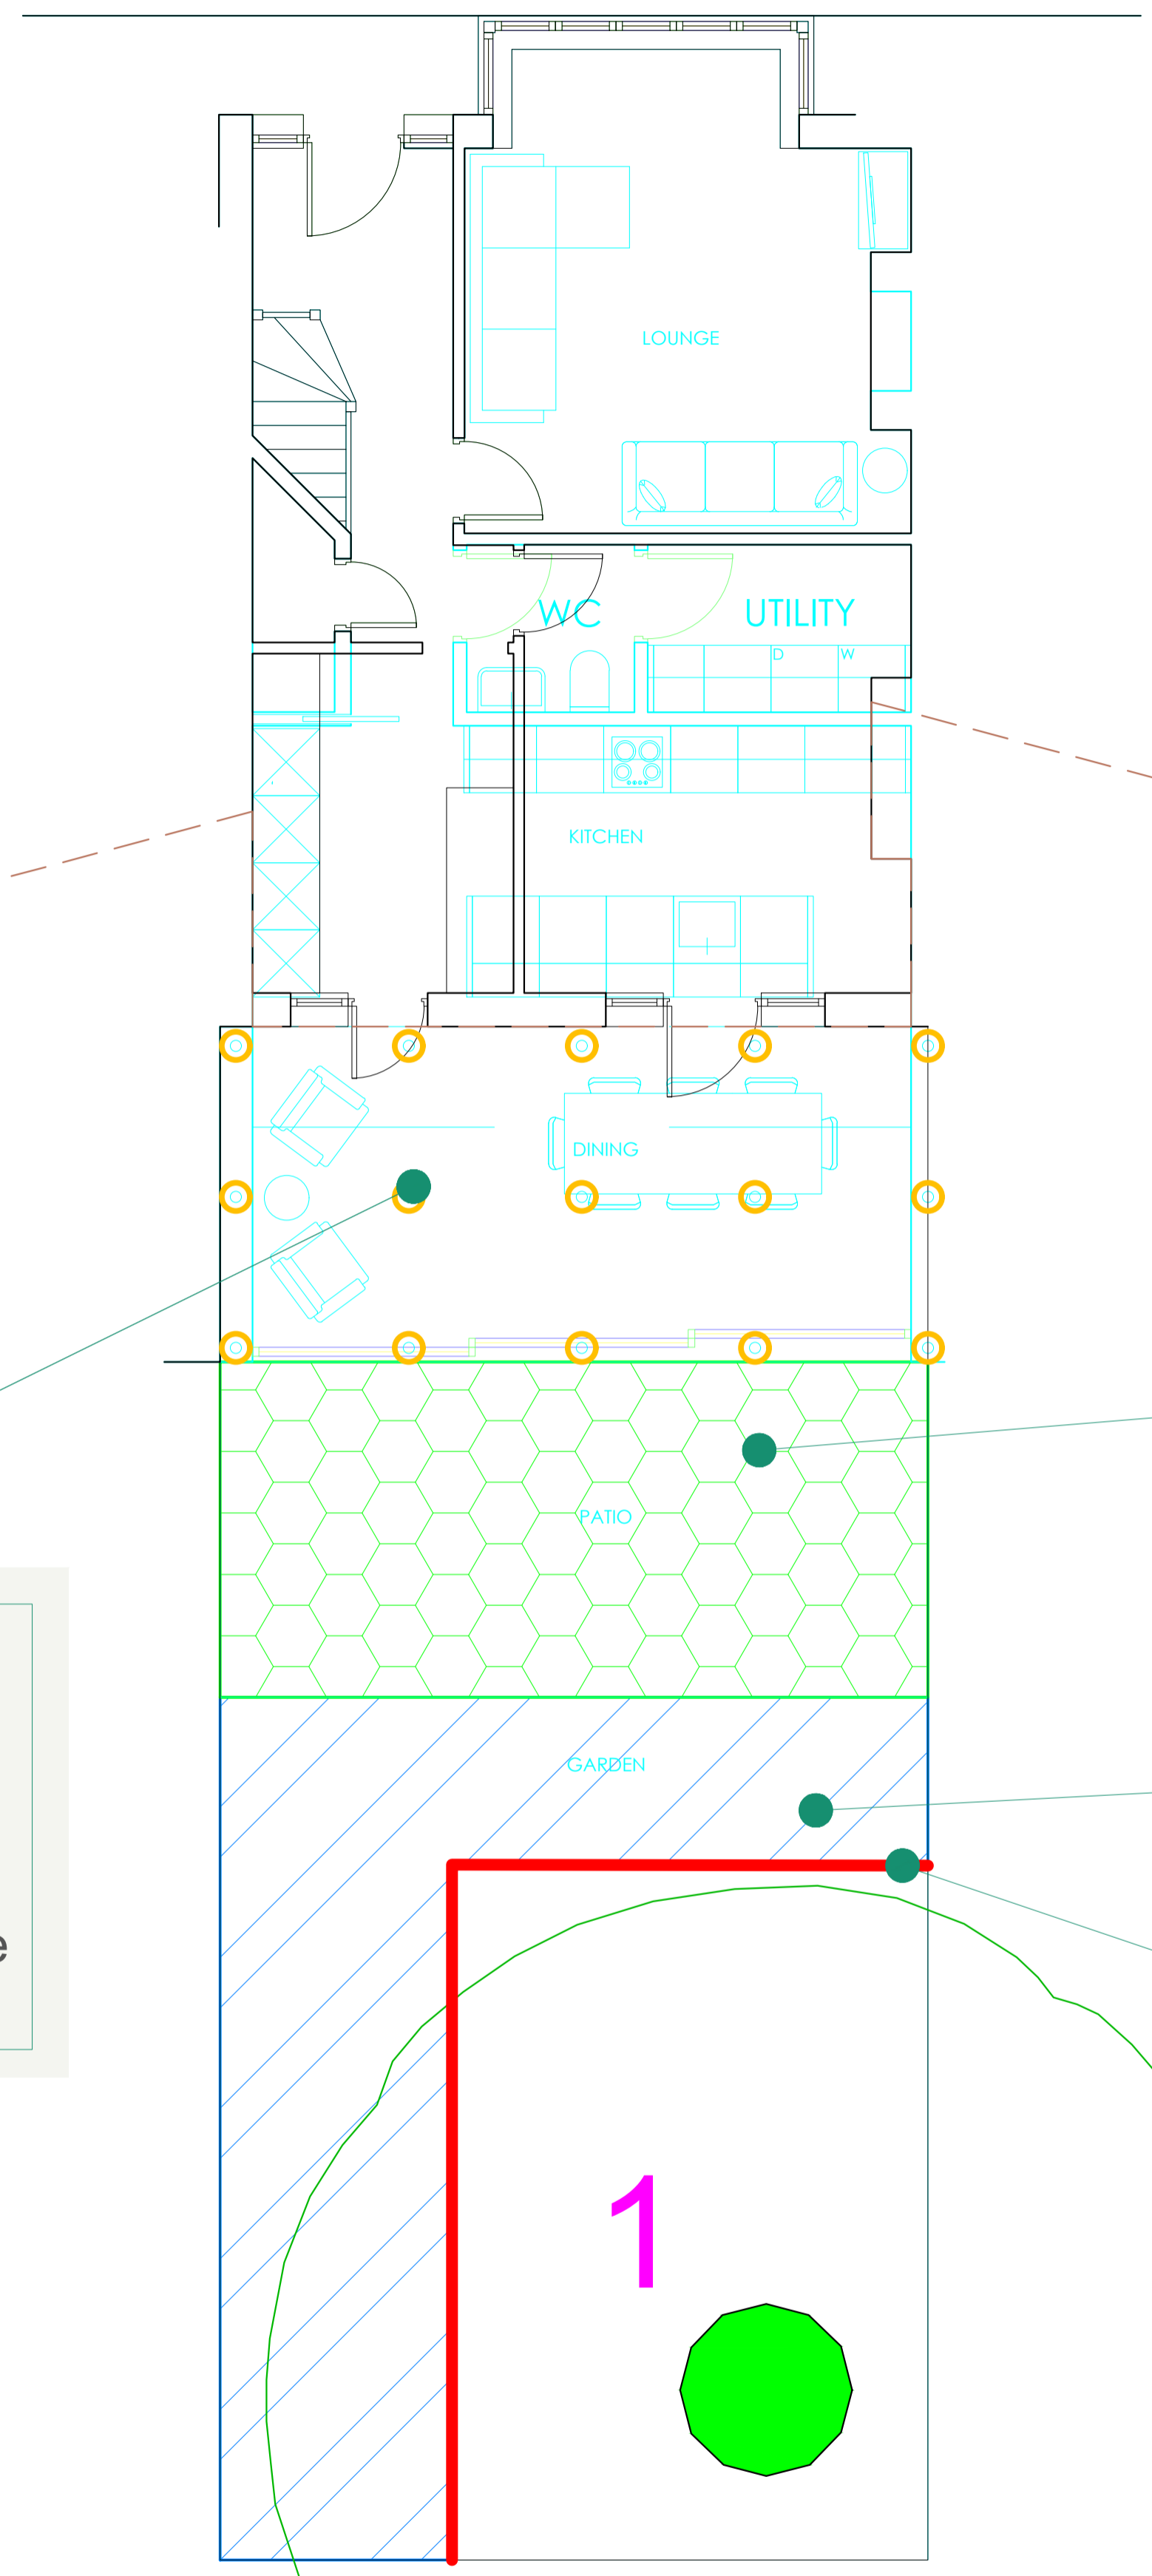 LOUNGE
WC
UTILITY
D
W
KITCHEN
DINING
PATIO
GARDEN
e
1